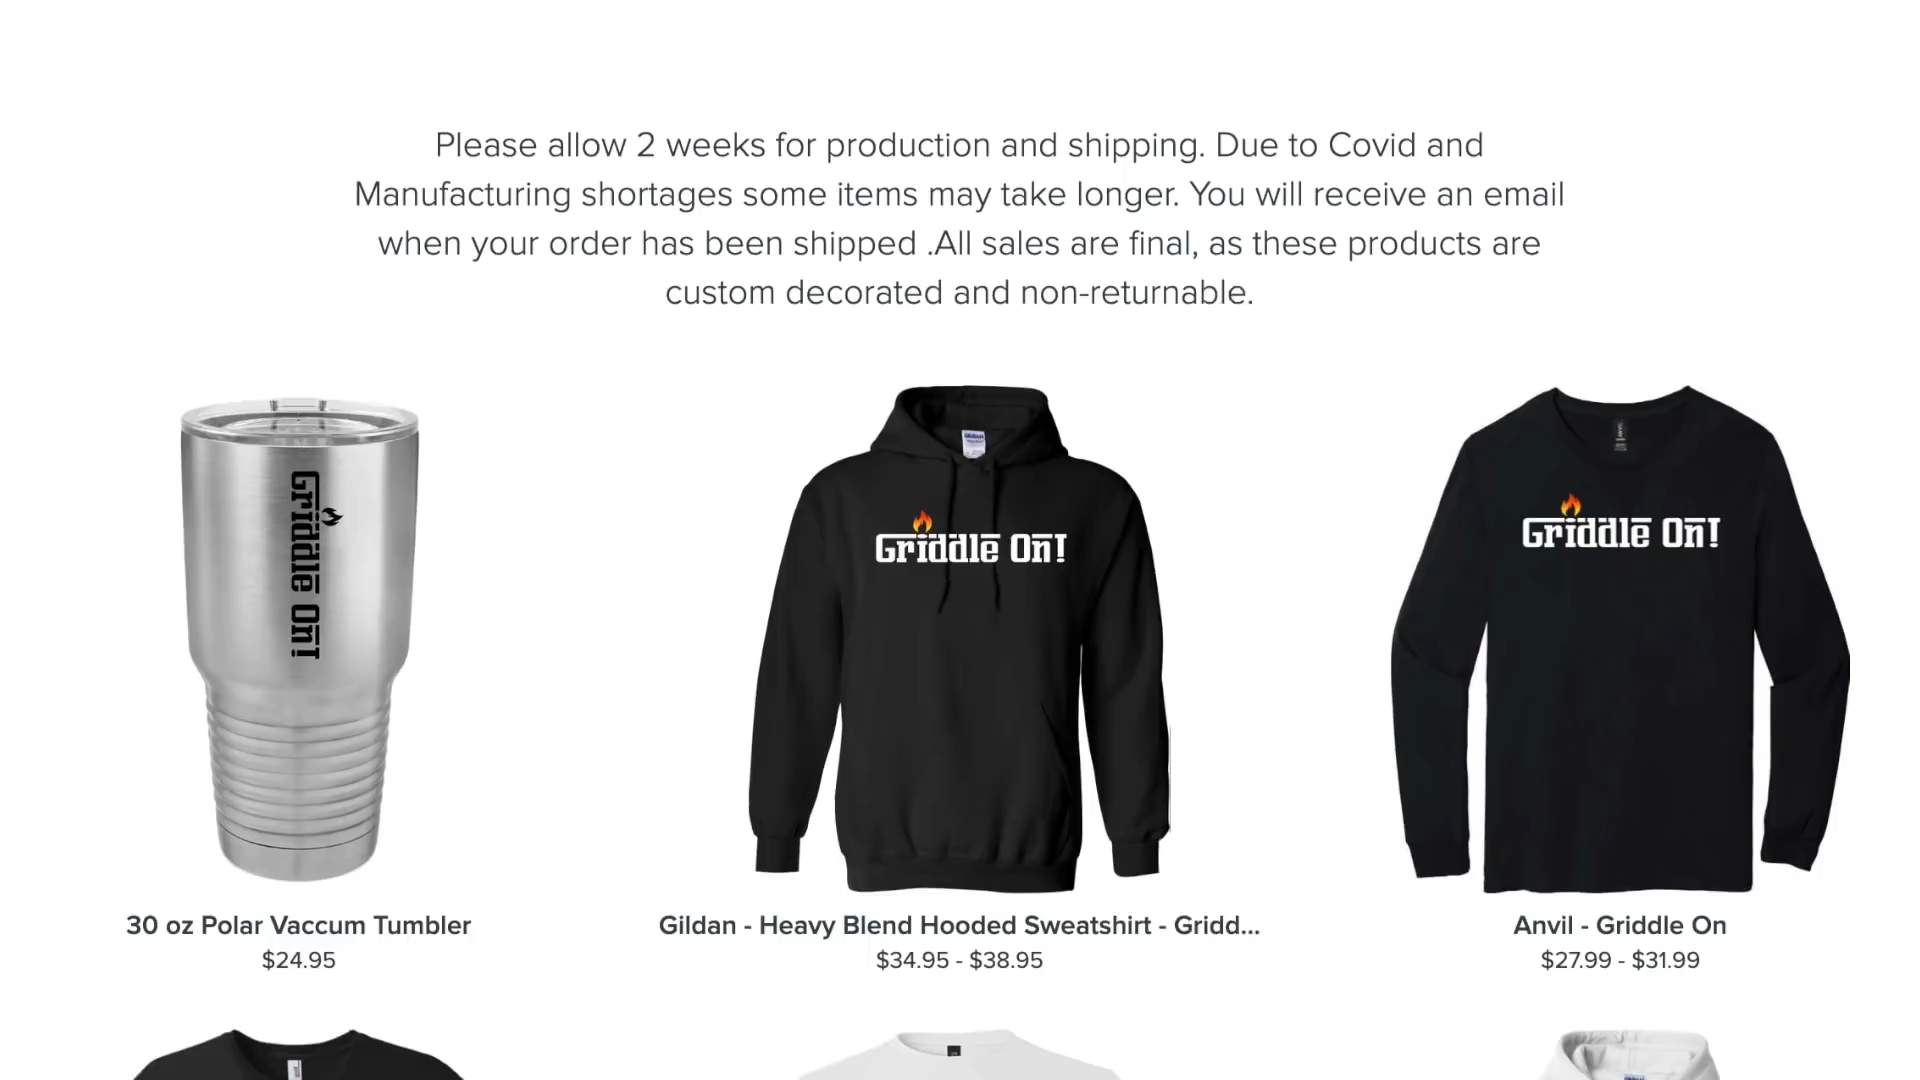 Please allow 2 weeks for production and shipping. Due to Covid and
Manufacturing shortages some items may take longer. You will receive an email
when your order has been shipped .All sales are final, as these products are
custom decorated and non-returnable.
Griddle On!
Griddle On!
Griddle On!
30 oz Polar Vaccum Tumbler
$24.95
Gildan - Heavy Blend Hooded Sweatshirt - Gridd...
$34.95 - $38.95
Anvil - Griddle On
$27.99 - $31.99